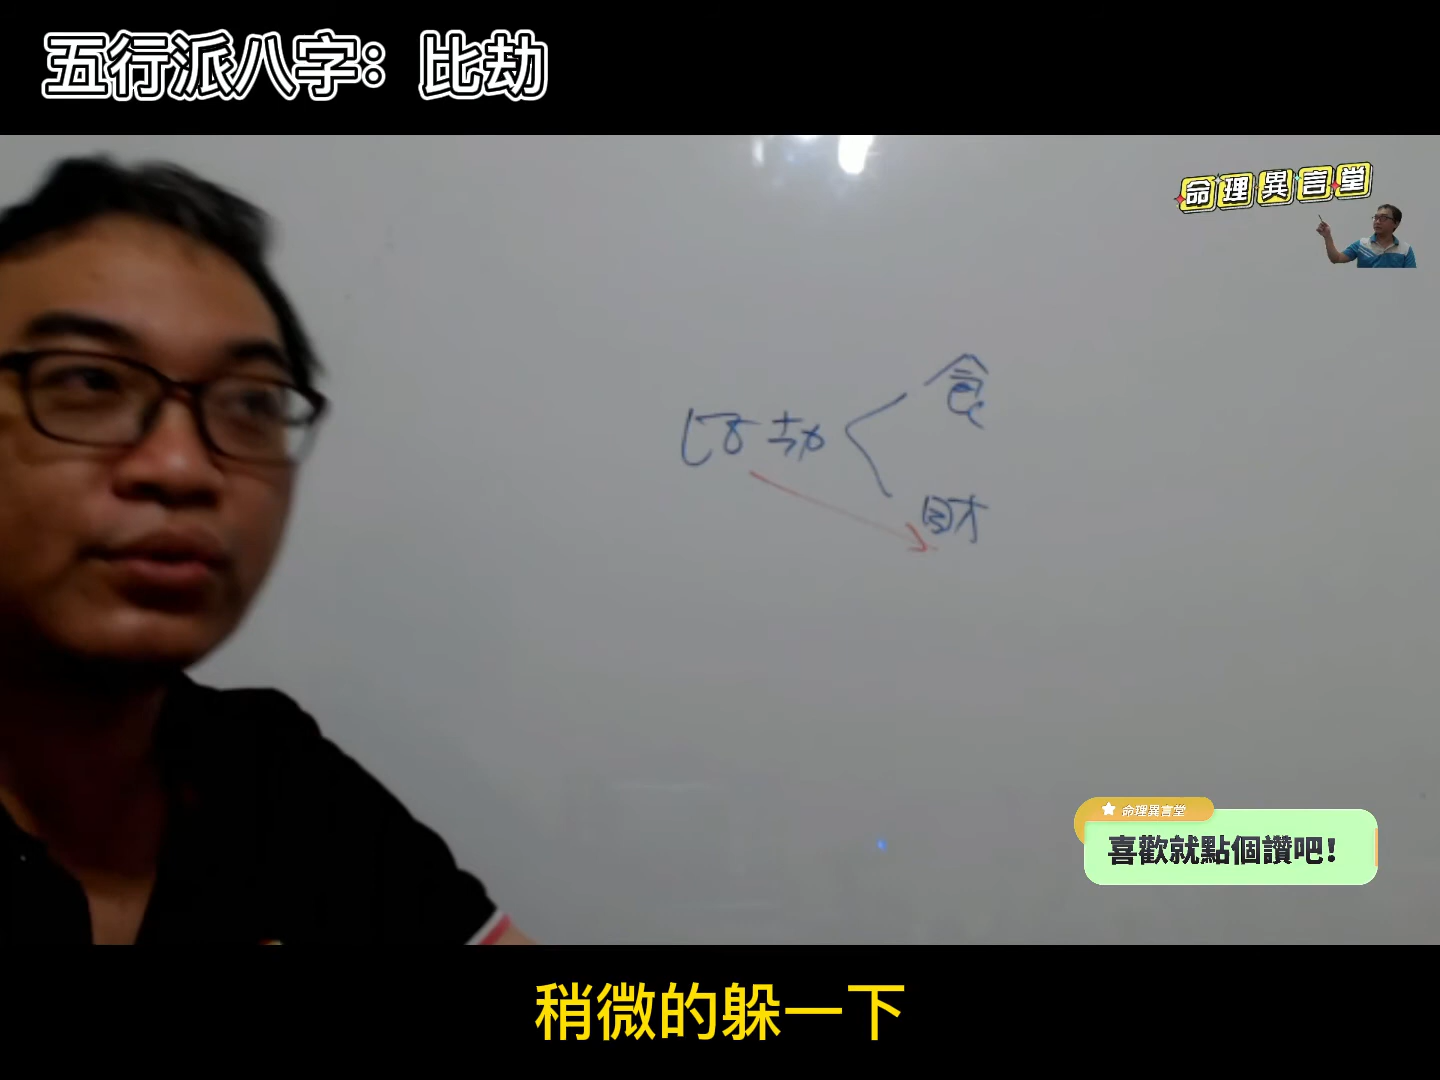 五行派八字：比劫
命理異言堂
比劫
食
財
命理異言堂
喜歡就點個讚吧！
稍微的躲一下